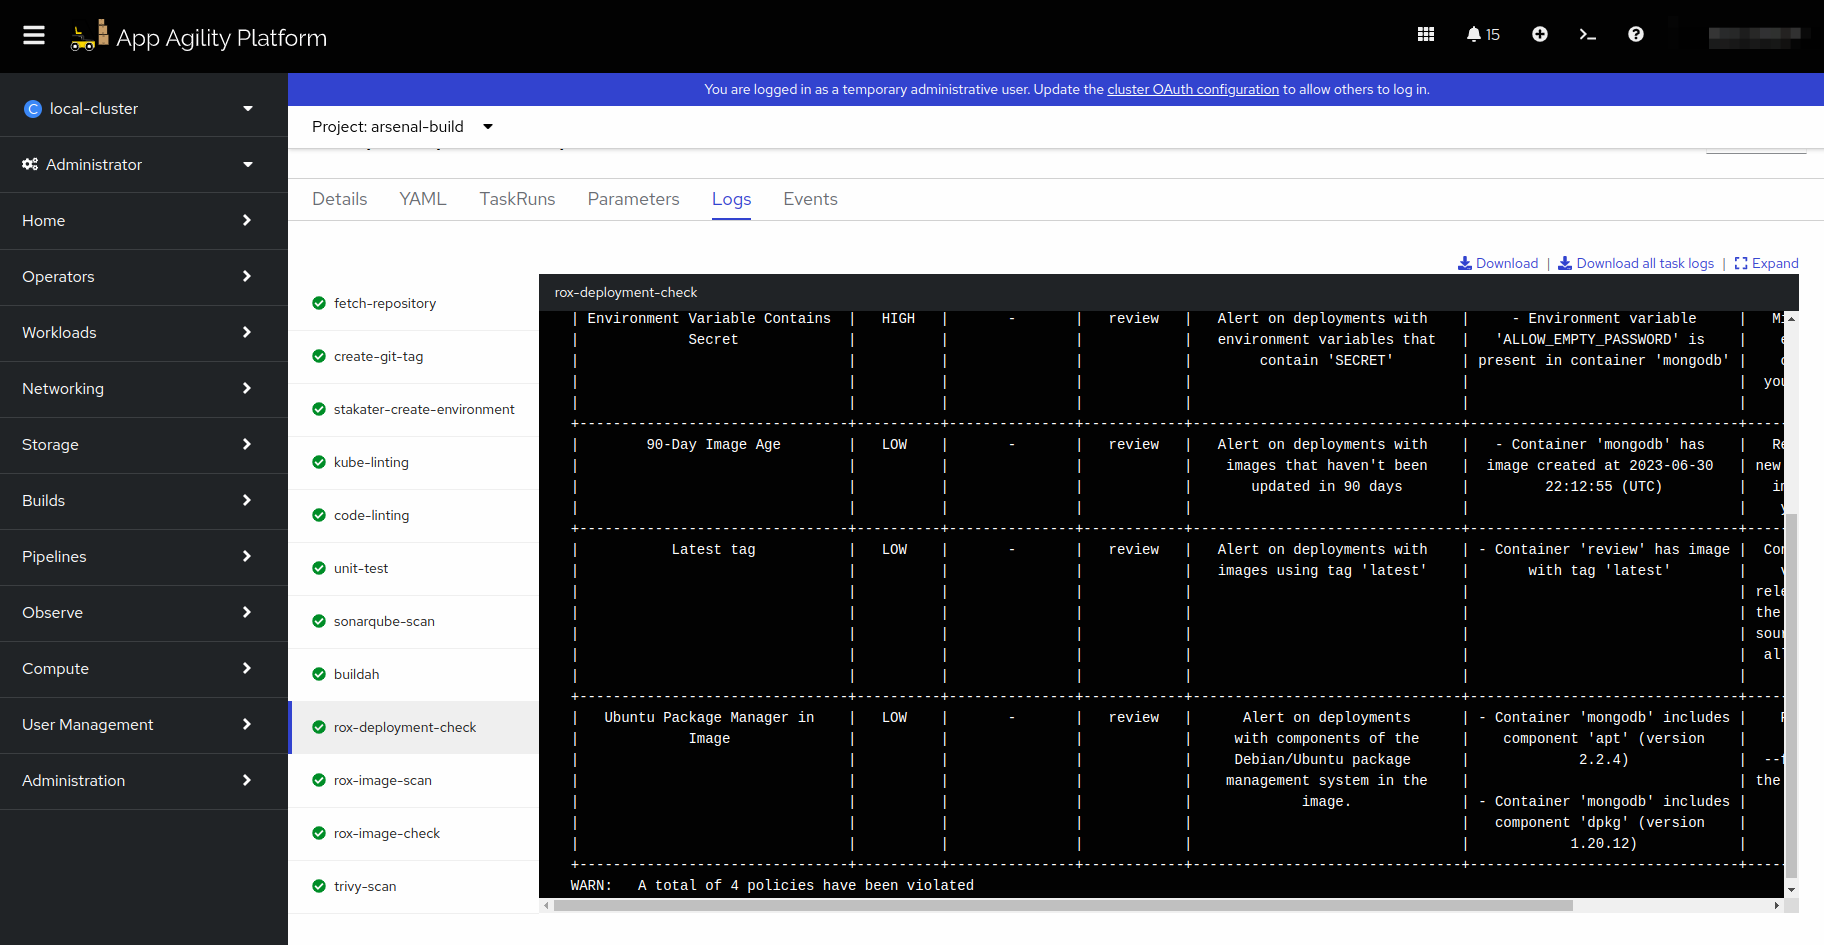 App Agility Platform
15
local-cluster
Administrator
Home
Operators
Workloads
Networking
Storage
Builds
Pipelines
Observe
Compute
User Management
Administration
You are logged in as a temporary administrative user. Update the cluster OAuth configuration to allow others to log in.
Project: arsenal-build
Details YAML TaskRuns Parameters Logs Events
Download | Download all task logs | Expand
fetch-repository
create-git-tag
stakater-create-environment
kube-linting
code-linting
unit-test
sonarqube-scan
buildah
rox-deployment-check
rox-image-scan
rox-image-check
trivy-scan
rox-deployment-check
| Environment Variable Contains | HIGH | - | review | Alert on deployments with | - Environment variable |
| Secret | | | | environment variables that | 'ALLOW_EMPTY_PASSWORD' is |
| | | | | contain 'SECRET' | present in container 'mongodb' |
| | | | | | | you
| 90-Day Image Age | LOW | - | review | Alert on deployments with | - Container 'mongodb' has |
| | | | | images that haven't been | image created at 2023-06-30 | new
| | | | | updated in 90 days | 22:12:55 (UTC) |
| Latest tag | LOW | - | review | Alert on deployments with | - Container 'review' has image |
| | | | | images using tag 'latest' | with tag 'latest' |
| | | | | | | rele
| | | | | | | the
| | | | | | | sour
| | | | | | | al
| Ubuntu Package Manager in | LOW | - | review | Alert on deployments | - Container 'mongodb' includes |
| Image | | | | with components of the | component 'apt' (version |
| | | | | Debian/Ubuntu package | 2.2.4) |
| | | | | management system in the | | the
| | | | | image. | - Container 'mongodb' includes |
| | | | | | component 'dpkg' (version |
| | | | | | 1.20.12) |
WARN: A total of 4 policies have been violated